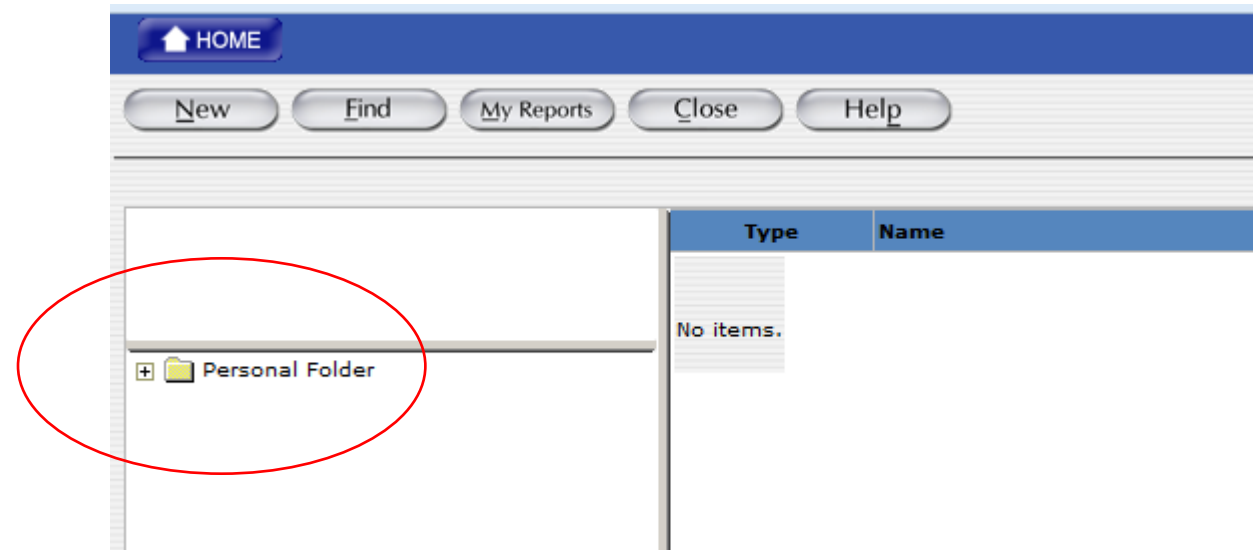 HOME
New Find My Reports Close Help
Type Name
No items.
Personal Folder